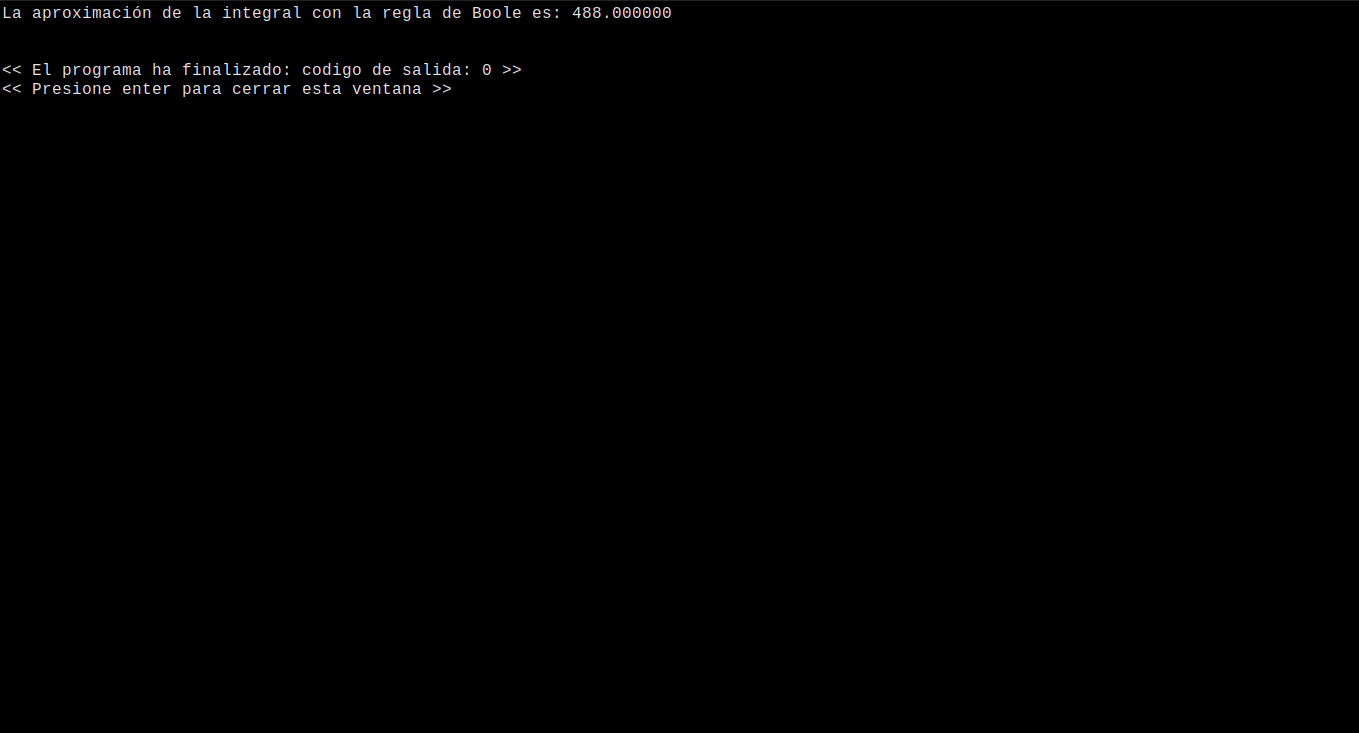 La aproximación de la integral con la regla de Boole es: 488.000000
<< El programa ha finalizado: codigo de salida: 0 >>
<< Presione enter para cerrar esta ventana >>